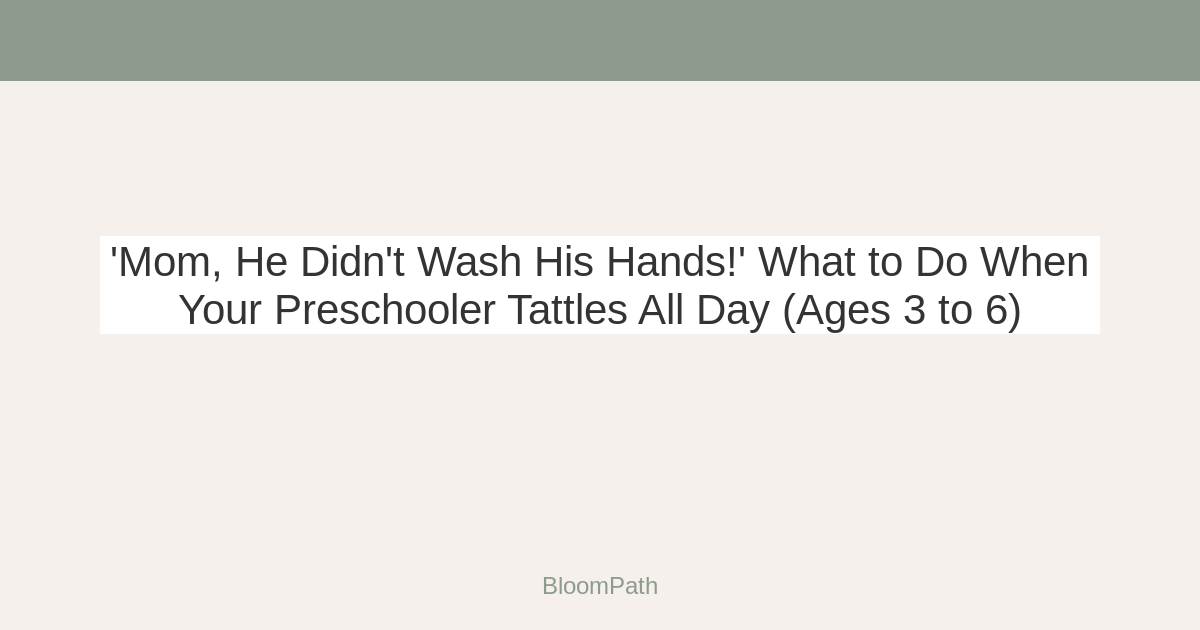 'Mom, He Didn't Wash His Hands!' What to Do When
Your Preschooler Tattles All Day (Ages 3 to 6)
BloomPath